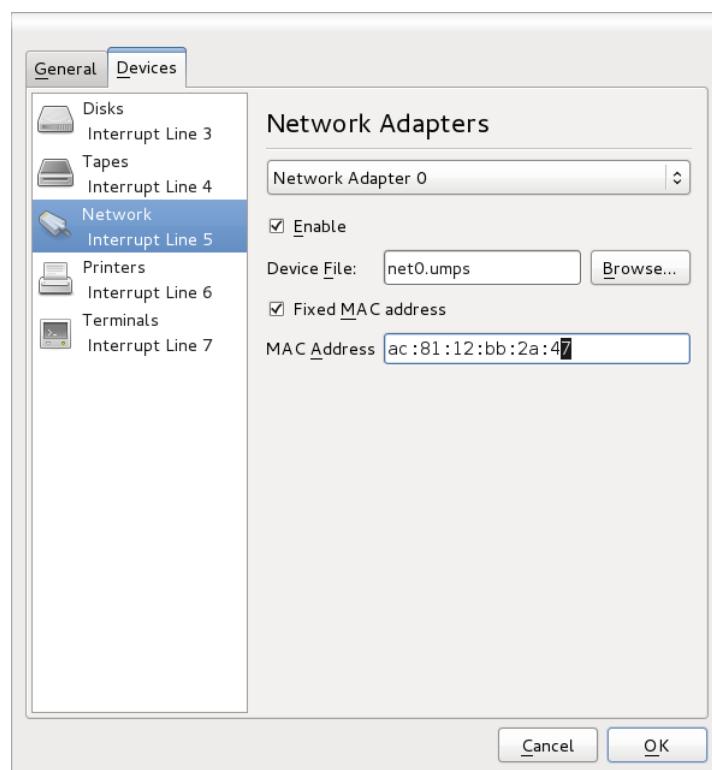 General Devices
Disks
Interrupt Line 3
Tapes
Interrupt Line 4
Network
Interrupt Line 5
Printers
Interrupt Line 6
Terminals
Interrupt Line 7
Network Adapters
Network Adapter 0
Enable
Device File: net0.umps Browse...
Fixed MAC address
MAC Address ac:81:12:bb:2a:47
Cancel OK